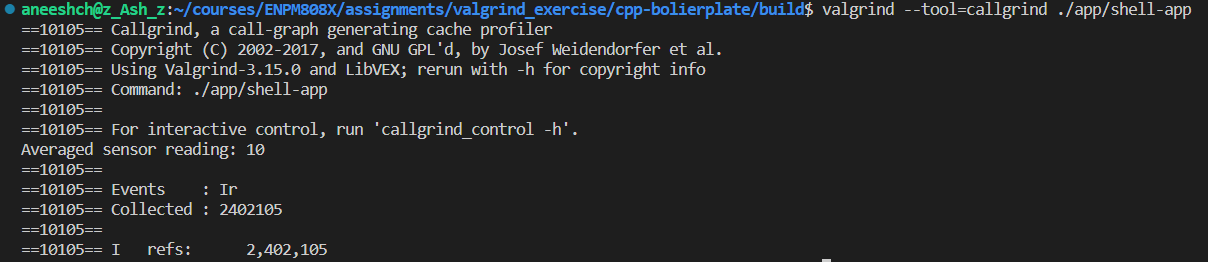 aneeshch@z_Ash_z:~/courses/ENPM808X/assignments/valgrind_exercise/cpp-bolierplate/build$ valgrind --tool=callgrind ./app/shell-app
==10105== Callgrind, a call-graph generating cache profiler
==10105== Copyright (C) 2002-2017, and GNU GPL'd, by Josef Weidendorfer et al.
==10105== Using Valgrind-3.15.0 and LibVEX; rerun with -h for copyright info
==10105== Command: ./app/shell-app
==10105==
==10105== For interactive control, run 'callgrind_control -h'.
Averaged sensor reading: 10
==10105==
==10105== Events    : Ir
==10105== Collected : 2402105
==10105==
==10105== I   refs:      2,402,105